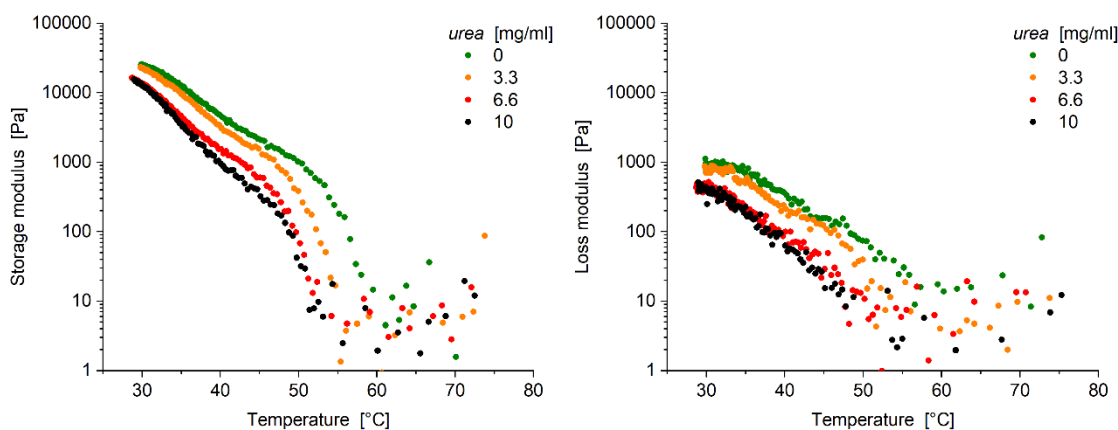 100000
10000
1000
100
10
1
Storage modulus [Pa]
urea [mg/ml]
0
3.3
6.6
10
30 40 50 60 70 80
Temperature [°C]
100000
10000
1000
100
10
1
Loss modulus [Pa]
urea [mg/ml]
0
3.3
6.6
10
30 40 50 60 70 80
Temperature [°C]